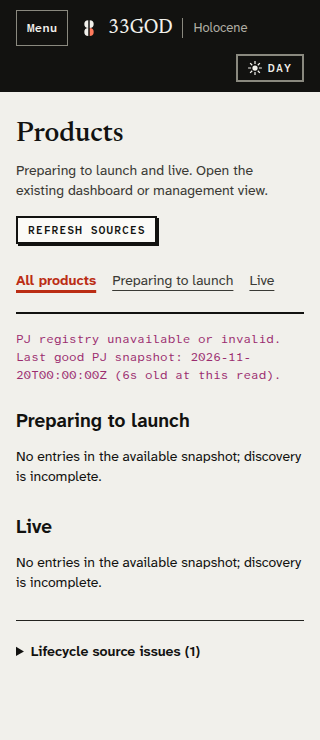 Menu
33GOD
Holocene
DAY
Products
Preparing to launch and live. Open the
existing dashboard or management view.
REFRESH SOURCES
All products
Preparing to launch
Live
PJ registry unavailable or invalid.
Last good PJ snapshot: 2026-11-
20T00:00:00Z (6s old at this read).
Preparing to launch
No entries in the available snapshot; discovery
is incomplete.
Live
No entries in the available snapshot; discovery
is incomplete.
Lifecycle source issues (1)